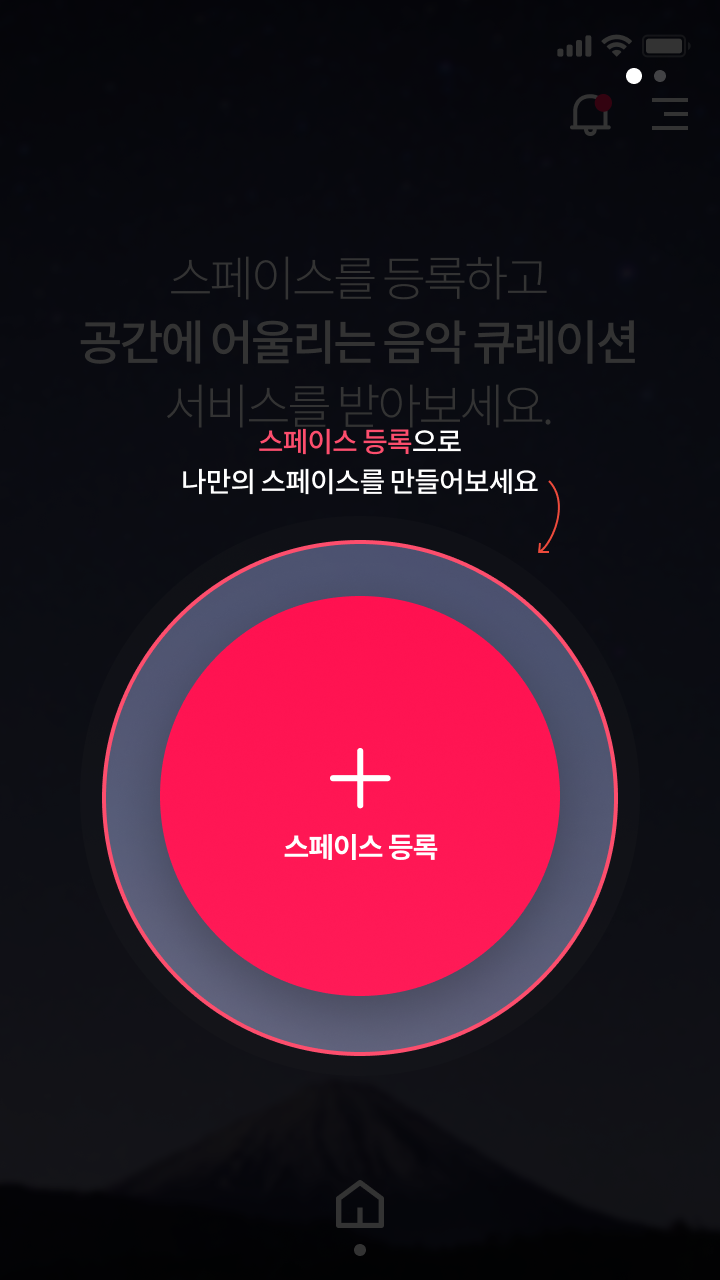 스페이스를 등록하고
공간에 어울리는 음악 큐레이션
서비스를 받아보세요.
스페이스 등록으로
나만의 스페이스를 만들어보세요
스페이스 등록